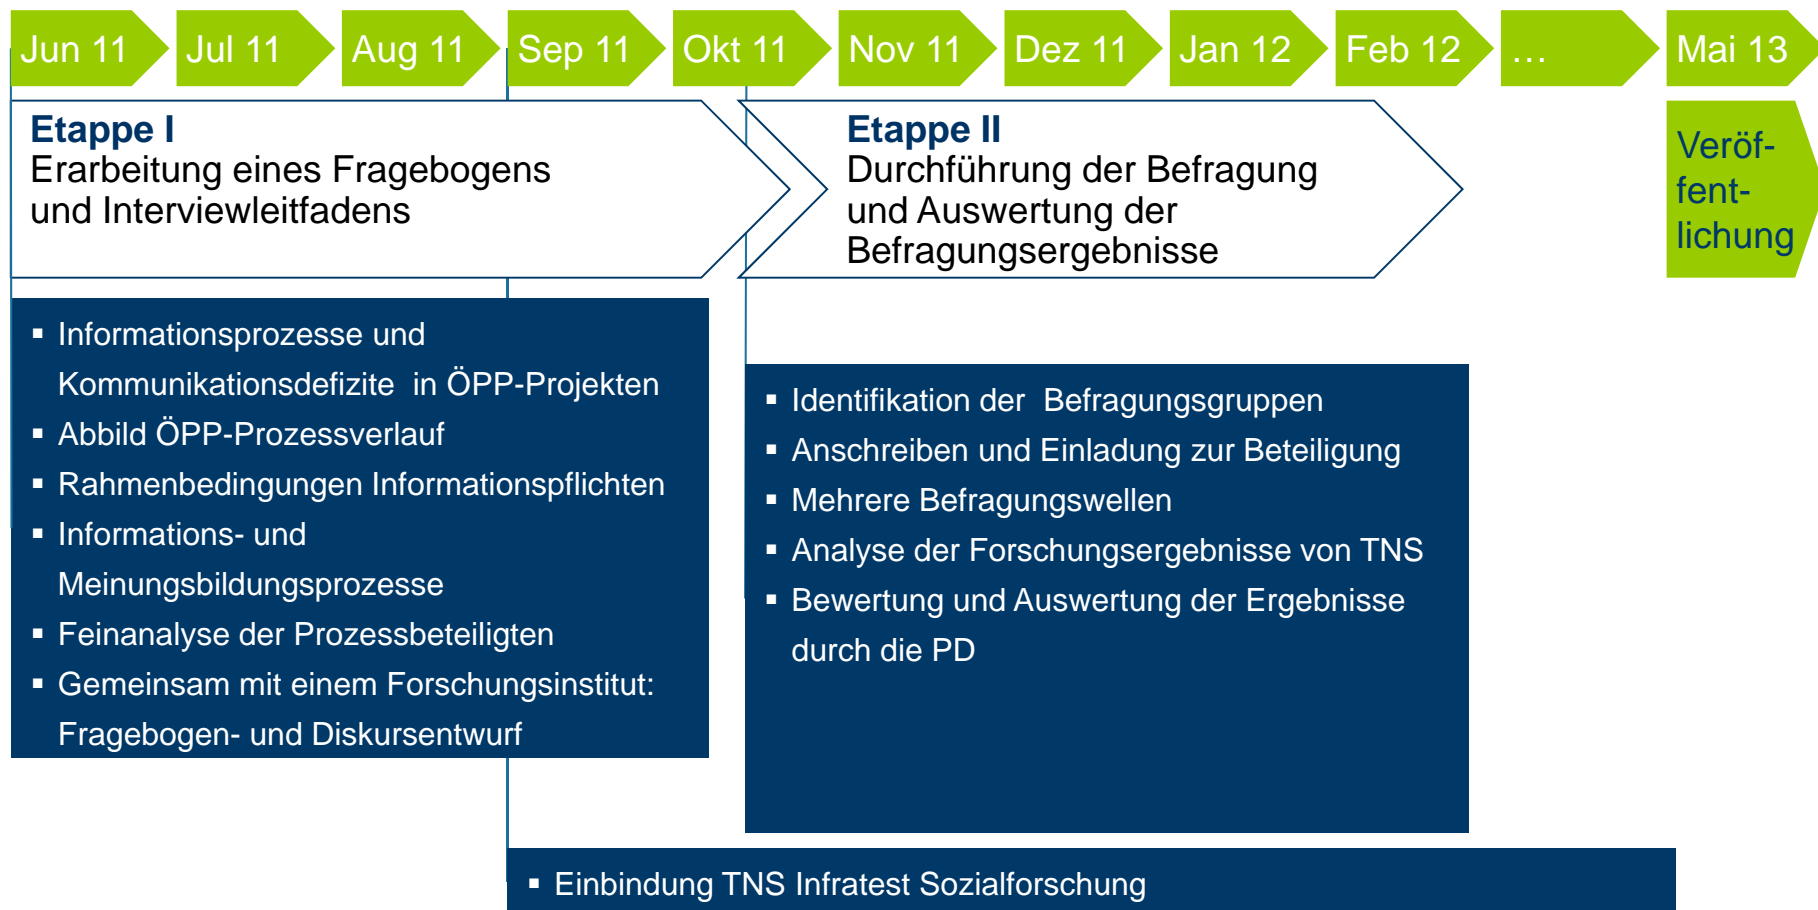 Jun 11
Jul 11
Aug 11
Sep 11
Okt 11
Nov 11
Dez 11
Jan 12
Feb 12
…
Mai 13
Etappe I
Erarbeitung eines Fragebogens
und Interviewleitfadens
Etappe II
Durchführung der Befragung
und Auswertung der
Befragungsergebnisse
Veröf-
fent-
lichung
▪ Informationsprozesse und
Kommunikationsdefizite in ÖPP-Projekten
▪ Abbild ÖPP-Prozessverlauf
▪ Rahmenbedingungen Informationspflichten
▪ Informations- und
Meinungsbildungsprozesse
▪ Feinanalyse der Prozessbeteiligten
▪ Gemeinsam mit einem Forschungsinstitut:
Fragebogen- und Diskursentwurf
▪ Identifikation der Befragungsgruppen
▪ Anschreiben und Einladung zur Beteiligung
▪ Mehrere Befragungswellen
▪ Analyse der Forschungsergebnisse von TNS
▪ Bewertung und Auswertung der Ergebnisse
durch die PD
▪ Einbindung TNS Infratest Sozialforschung